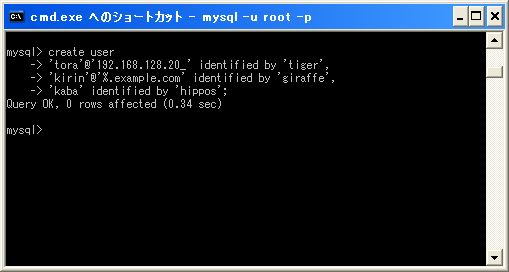 cmd.exe へのショートカット - mysql -u root -p
mysql> create user
    -> 'tora'@'192.168.128.20_' identified by 'tiger',
    -> 'kirin'@'%.example.com' identified by 'giraffe',
    -> 'kaba' identified by 'hippos';
Query OK, 0 rows affected (0.34 sec)
mysql>